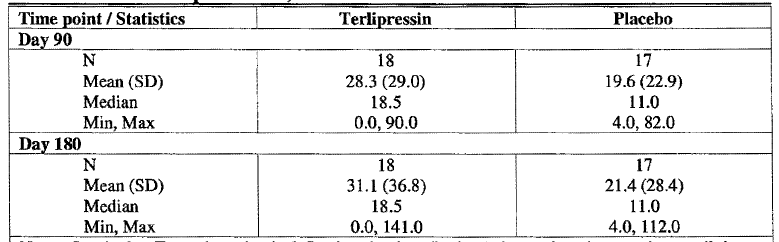 Time point / Statistics Terlipressin Placebo
Day 90
N 18 17
Mean (SD) 28.3 (29.0) 19.6 (22.9)
Median 18.5 11.0
Min, Max 0.0, 90.0 4.0, 82.0
Day 180
N 18 17
Mean (SD) 31.1 (36.8) 21.4 (28.4)
Median 18.5 11.0
Min, Max 0.0, 141.0 4.0, 112.0